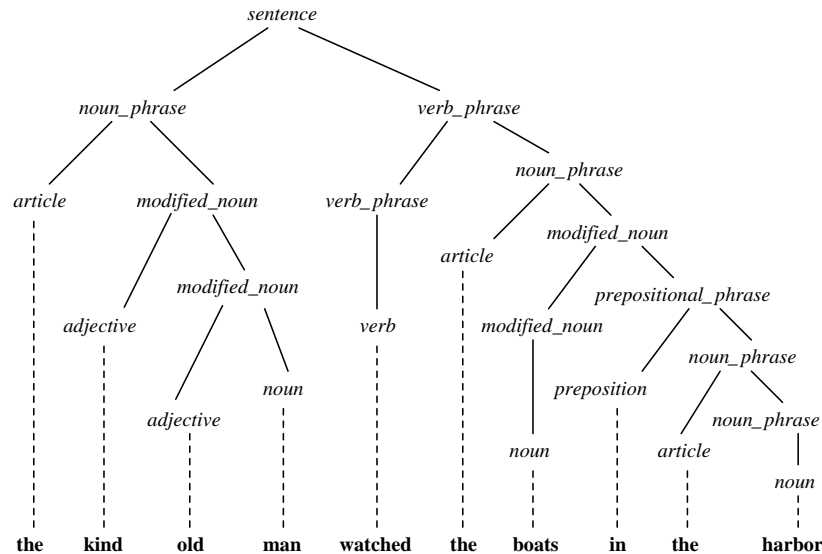 sentence
noun_phrase verb_phrase
noun_phrase
article modified_noun verb_phrase
modified_noun
article
modified_noun
prepositional_phrase
adjective verb modified_noun
noun_phrase
noun preposition
adjective noun_phrase
noun article
noun
the kind old man watched the boats in the harbor